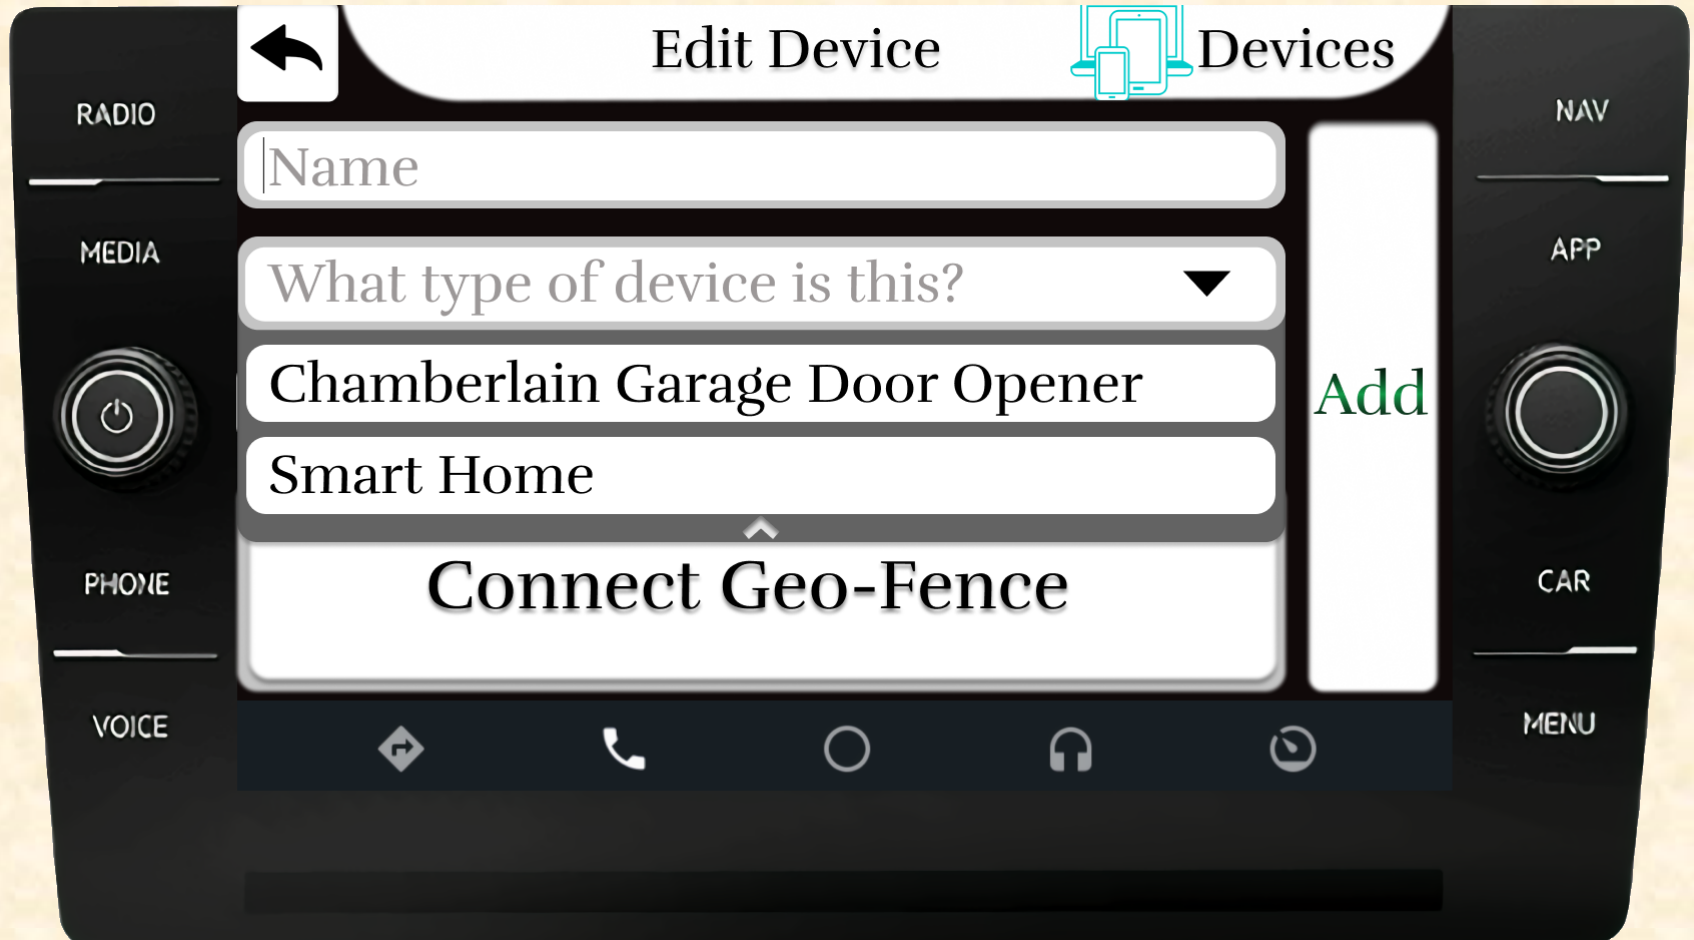 Edit Device
Devices
RADIO
MEDIA
PHONE
VOICE
Name
What type of device is this?
Chamberlain Garage Door Opener
Smart Home
Connect Geo-Fence
Add
NAV
APP
CAR
MENU